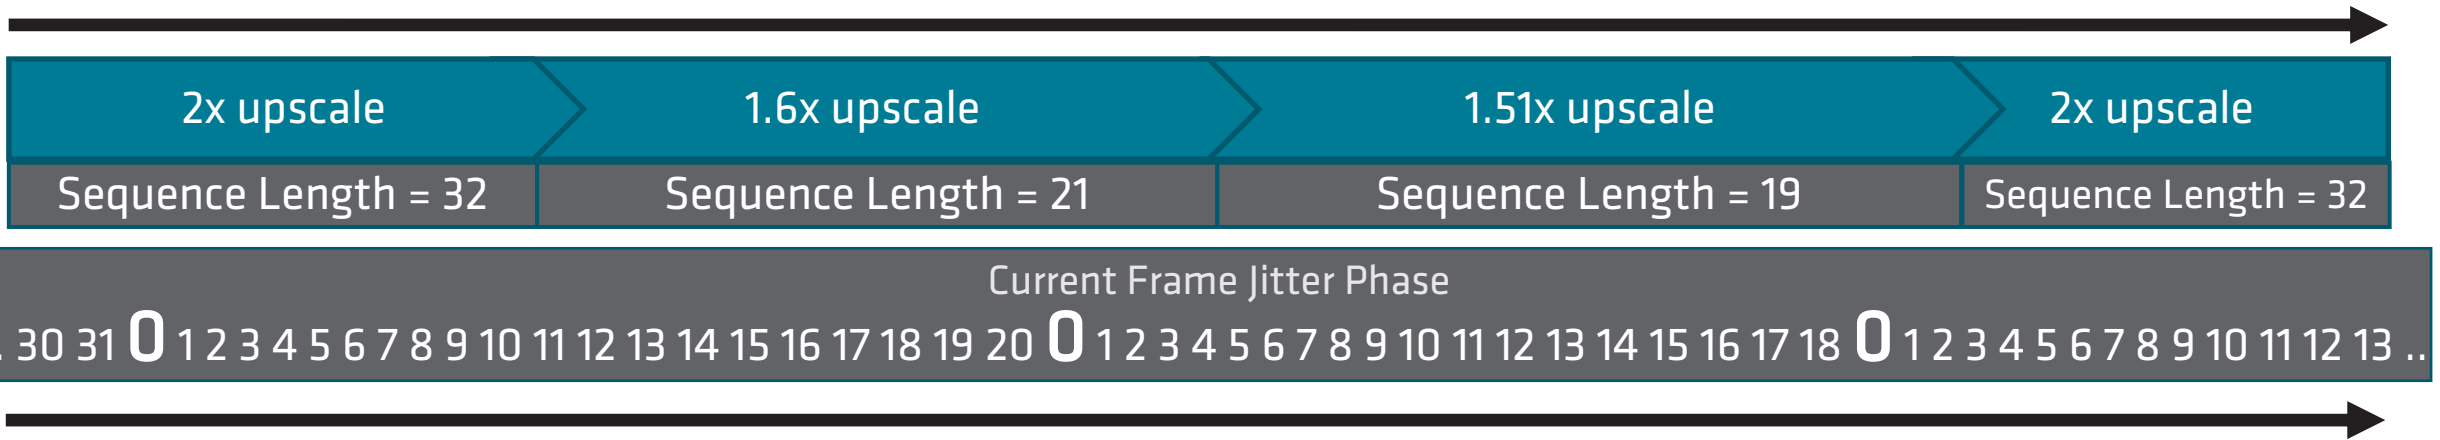 2x upscale 1.6x upscale 1.51x upscale 2x upscale
Sequence Length = 32 Sequence Length = 21 Sequence Length = 19 Sequence Length = 32
Current Frame Jitter Phase
. 30 31 0 1 2 3 4 5 6 7 8 9 10 11 12 13 14 15 16 17 18 19 20 0 1 2 3 4 5 6 7 8 9 10 11 12 13 14 15 16 17 18 0 1 2 3 4 5 6 7 8 9 10 11 12 13 ..